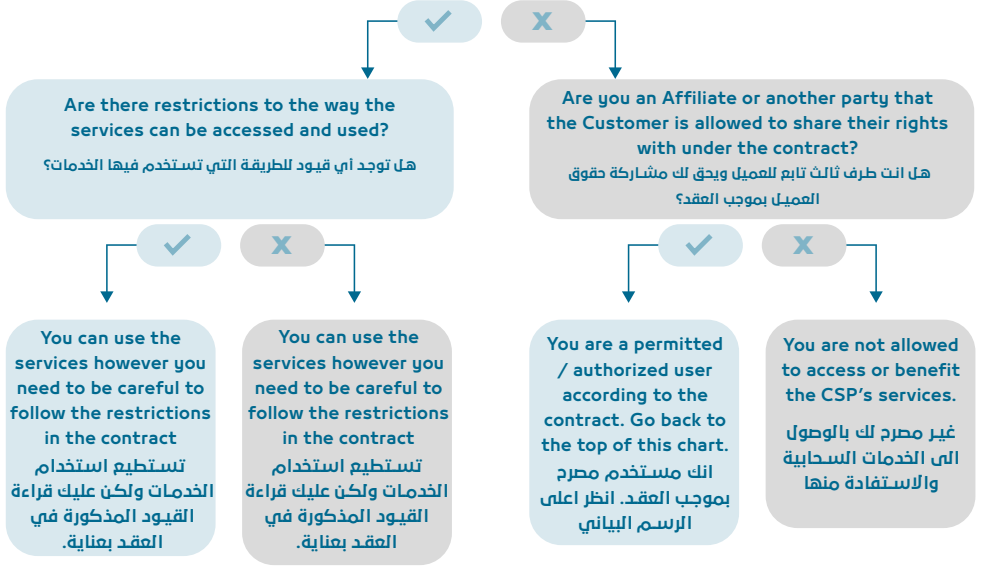 Are there restrictions to the way the
services can be accessed and used?
هل توجد أي قيود للطريقة التي تستخدم فيها الخدمات؟
Are you an Affiliate or another party that
the Customer is allowed to share their rights
with under the contract?
هل انت طرف ثالث تابع للعميل ويحق لك مشاركة حقوق
العميل بموجب العقد؟
You can use the
services however you
need to be careful to
follow the restrictions
in the contract
تستطيع استخدام
الخدمات ولكن عليك قراءة
القيود المذكورة في
العقد بعناية.
You can use the
services however you
need to be careful to
follow the restrictions
in the contract
تستطيع استخدام
الخدمات ولكن عليك قراءة
القيود المذكورة في
العقد بعناية.
You are a permitted
/ authorized user
according to the
contract. Go back to
the top of this chart.
انك مستخدم مصرح
بموجب العقد. انظر اعلى
الرسم البياني
You are not allowed
to access or benefit
the CSP's services.
غير مصرح لك بالوصول
الى الخدمات السحابية
والاستفادة منها